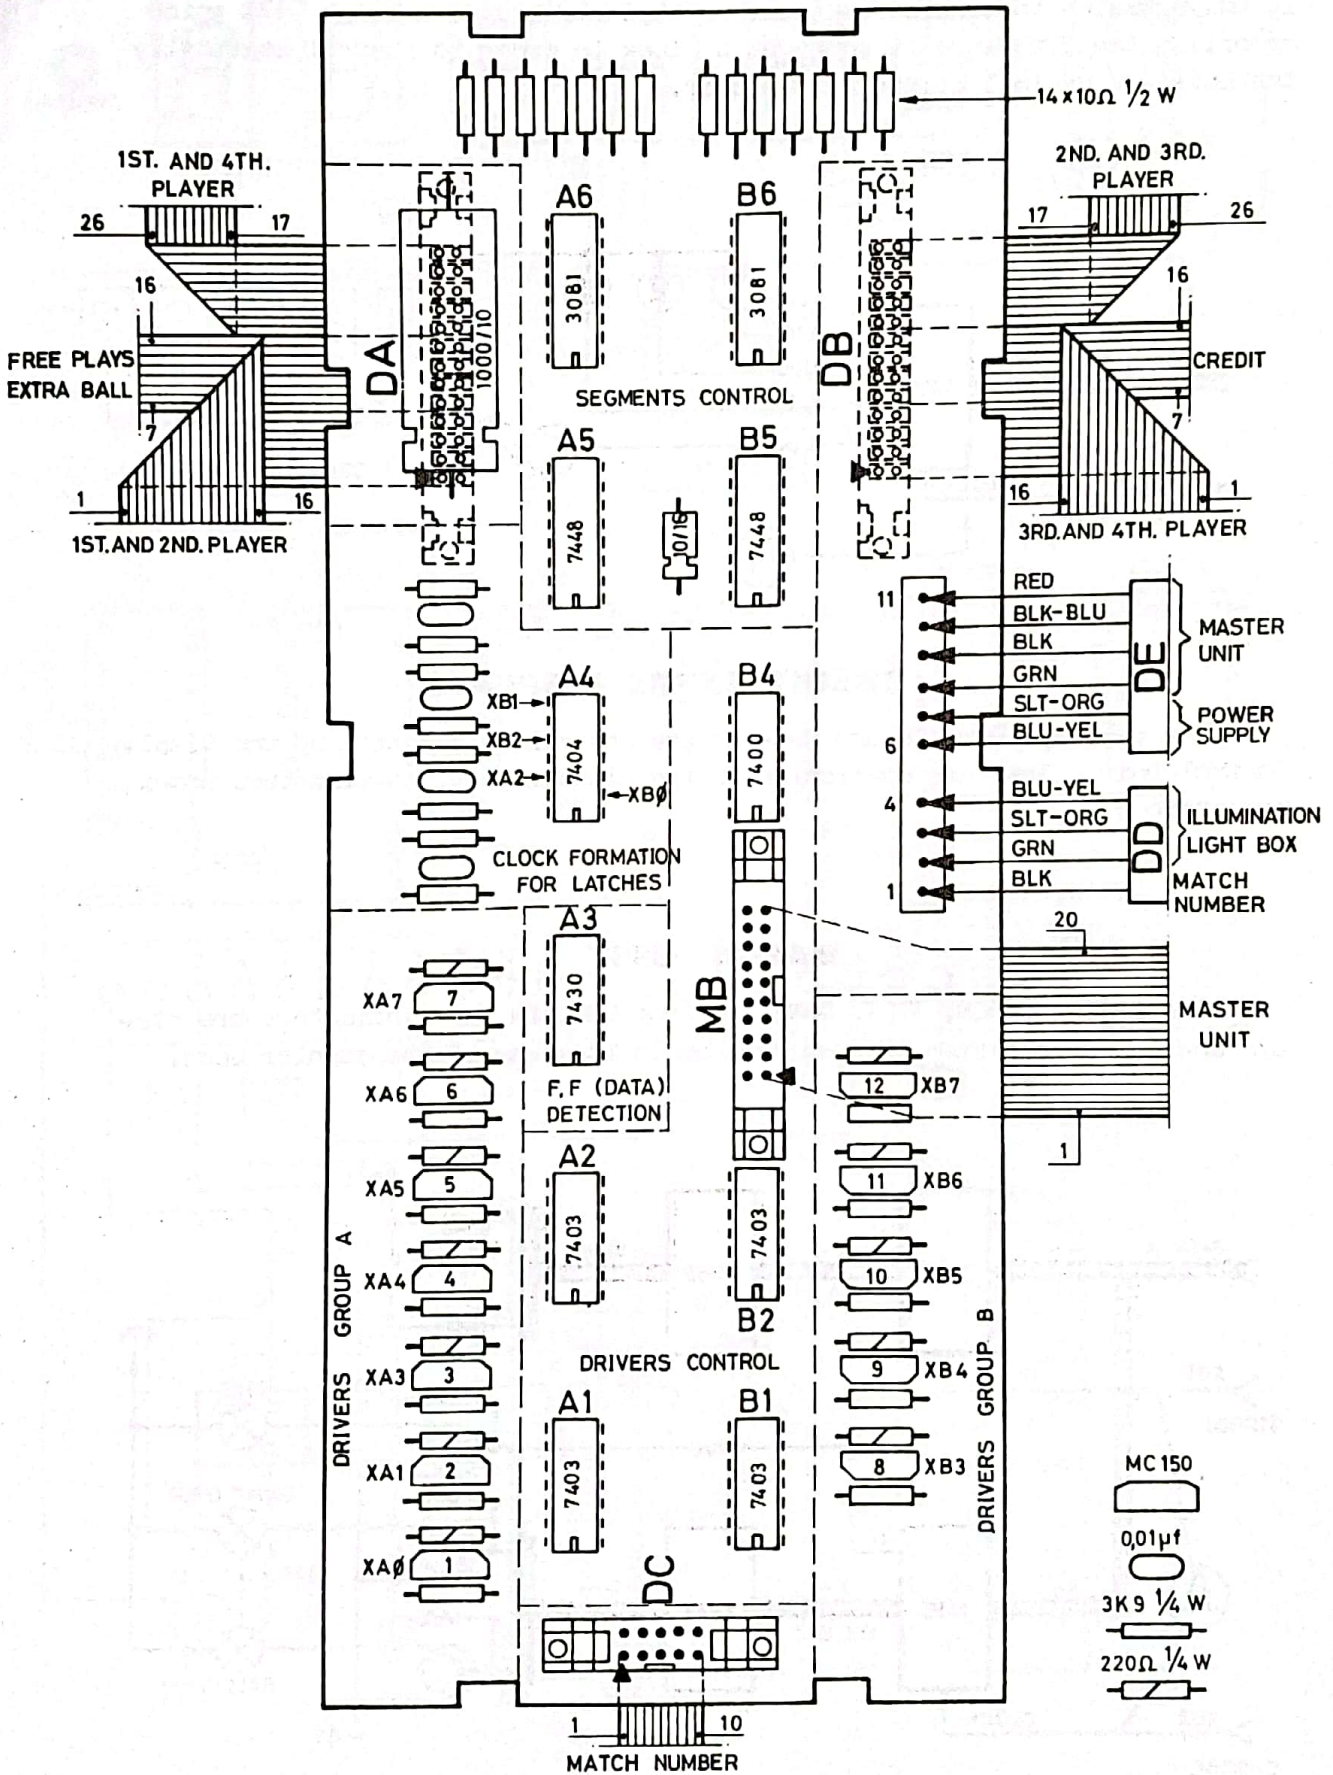 14x10Ω 1/2 W
1ST. AND 4TH.
PLAYER
26
17
2ND. AND 3RD.
PLAYER
17
26
A6
B6
3081
3081
16
FREE PLAYS
EXTRA BALL
7
DA
1000/10
DB
16
CREDIT
7
SEGMENTS CONTROL
A5
B5
7448
10/16
7448
1
16
1ST. AND 2ND. PLAYER
16
1
3RD. AND 4TH. PLAYER
11
RED
BLK-BLU
BLK
GRN
SLT-ORG
6
BLU-YEL
DE
MASTER
UNIT
POWER
SUPPLY
A4
B4
XB1
XB2
XA2
XBØ
7404
7400
4
BLU-YEL
SLT-ORG
GRN
1
BLK
DD
ILLUMINATION
LIGHT BOX
MATCH
NUMBER
CLOCK FORMATION
FOR LATCHES
A3
7430
F.F (DATA)
DETECTION
MB
20
MASTER
UNIT
1
XA7
7
XA6
6
XA5
5
XA4
4
XA3
3
XA1
2
XAØ
1
DRIVERS GROUP A
12
XB7
11
XB6
10
XB5
9
XB4
8
XB3
DRIVERS GROUP B
A2
7403
7403
B2
DRIVERS CONTROL
A1
B1
7403
7403
DC
1
10
MATCH NUMBER
MC 150
0,01µf
3K9 1/4 W
220Ω 1/4 W